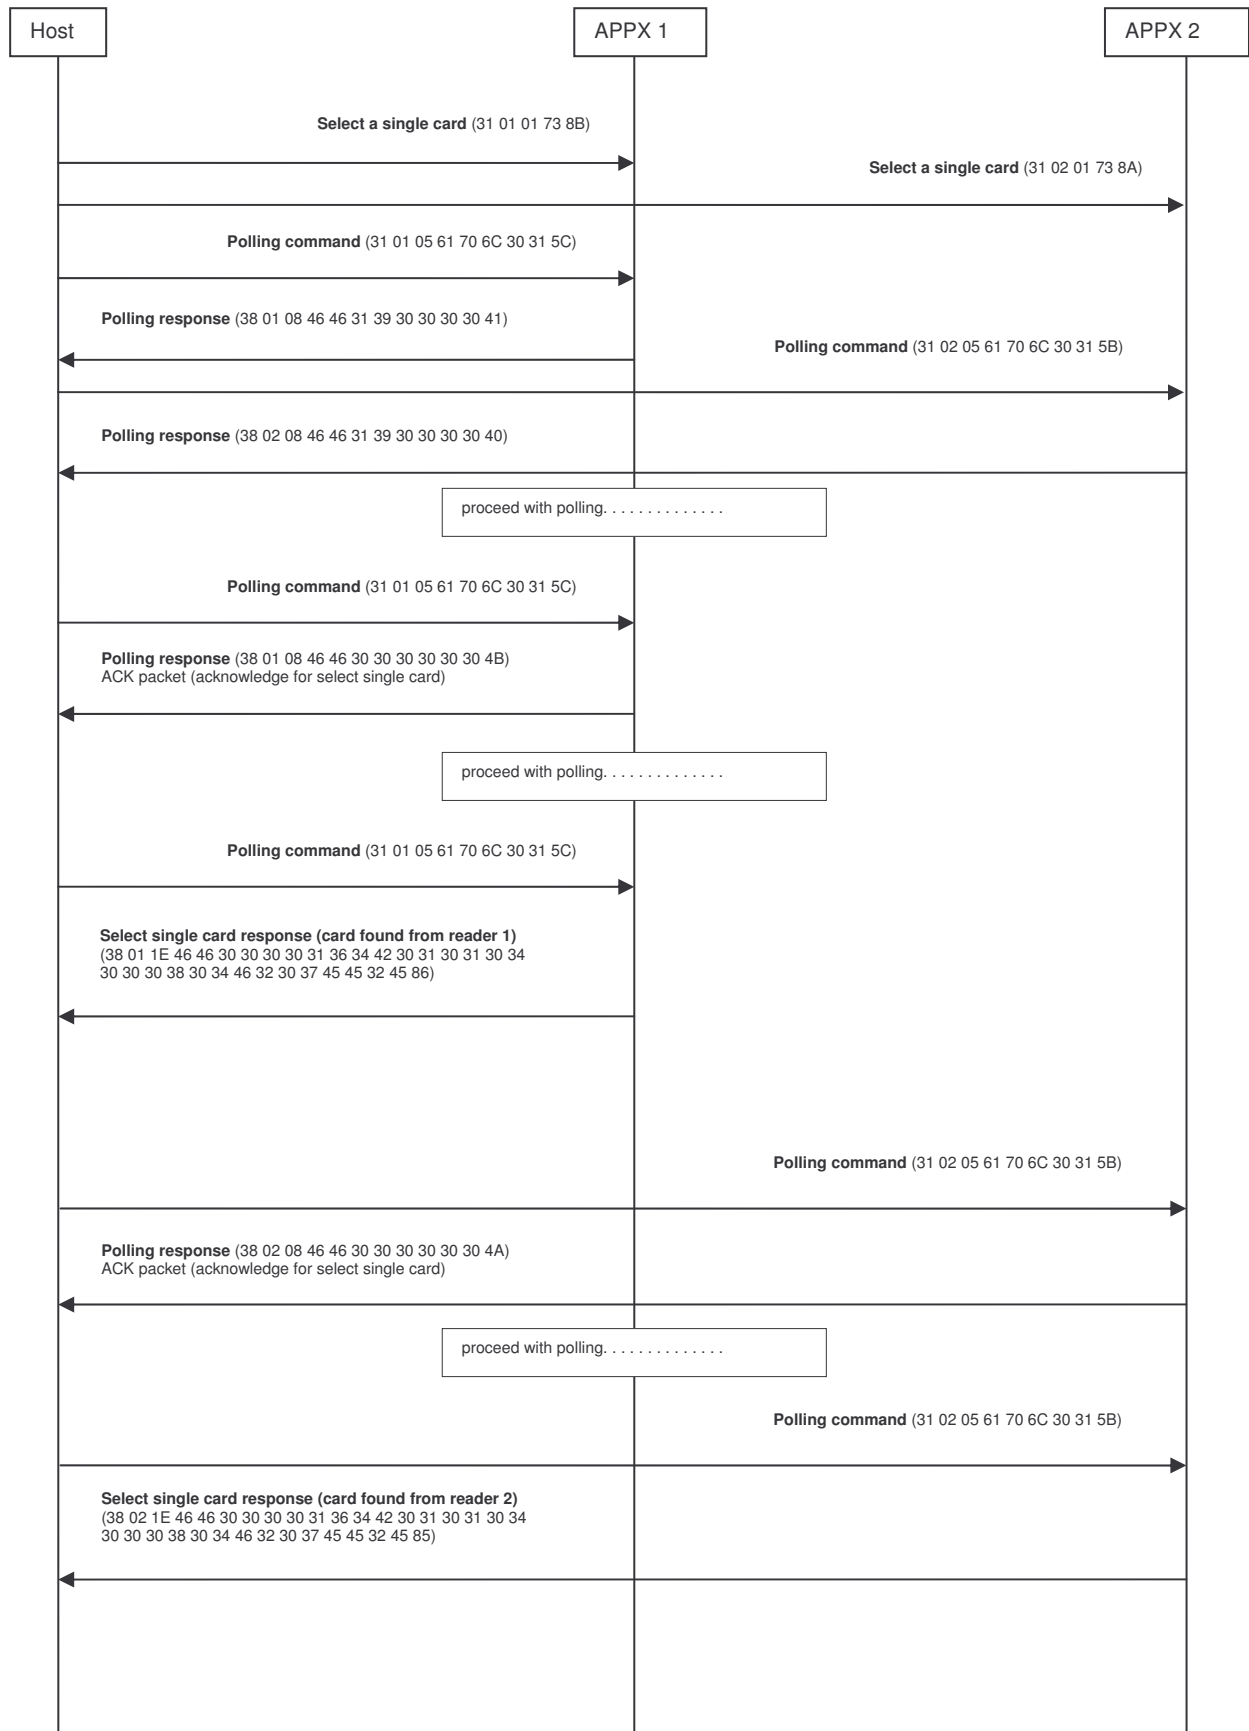 Host
APPX 1
APPX 2
Select a single card (31 01 01 73 8B)
Select a single card (31 02 01 73 8A)
Polling command (31 01 05 61 70 6C 30 31 5C)
Polling response (38 01 08 46 46 31 39 30 30 30 30 41)
Polling command (31 02 05 61 70 6C 30 31 5B)
Polling response (38 02 08 46 46 31 39 30 30 30 30 40)
proceed with polling. . . . . . . . . . . . . .
Polling command (31 01 05 61 70 6C 30 31 5C)
Polling response (38 01 08 46 46 30 30 30 30 30 30 4B)
ACK packet (acknowledge for select single card)
proceed with polling. . . . . . . . . . . . . .
Polling command (31 01 05 61 70 6C 30 31 5C)
Select single card response (card found from reader 1)
(38 01 1E 46 46 30 30 30 30 31 36 34 42 30 31 30 31 30 34
30 30 30 38 30 34 46 32 30 37 45 45 32 45 86)
Polling command (31 02 05 61 70 6C 30 31 5B)
Polling response (38 02 08 46 46 30 30 30 30 30 30 4A)
ACK packet (acknowledge for select single card)
proceed with polling. . . . . . . . . . . . . .
Polling command (31 02 05 61 70 6C 30 31 5B)
Select single card response (card found from reader 2)
(38 02 1E 46 46 30 30 30 30 31 36 34 42 30 31 30 31 30 34
30 30 30 38 30 34 46 32 30 37 45 45 32 45 85)